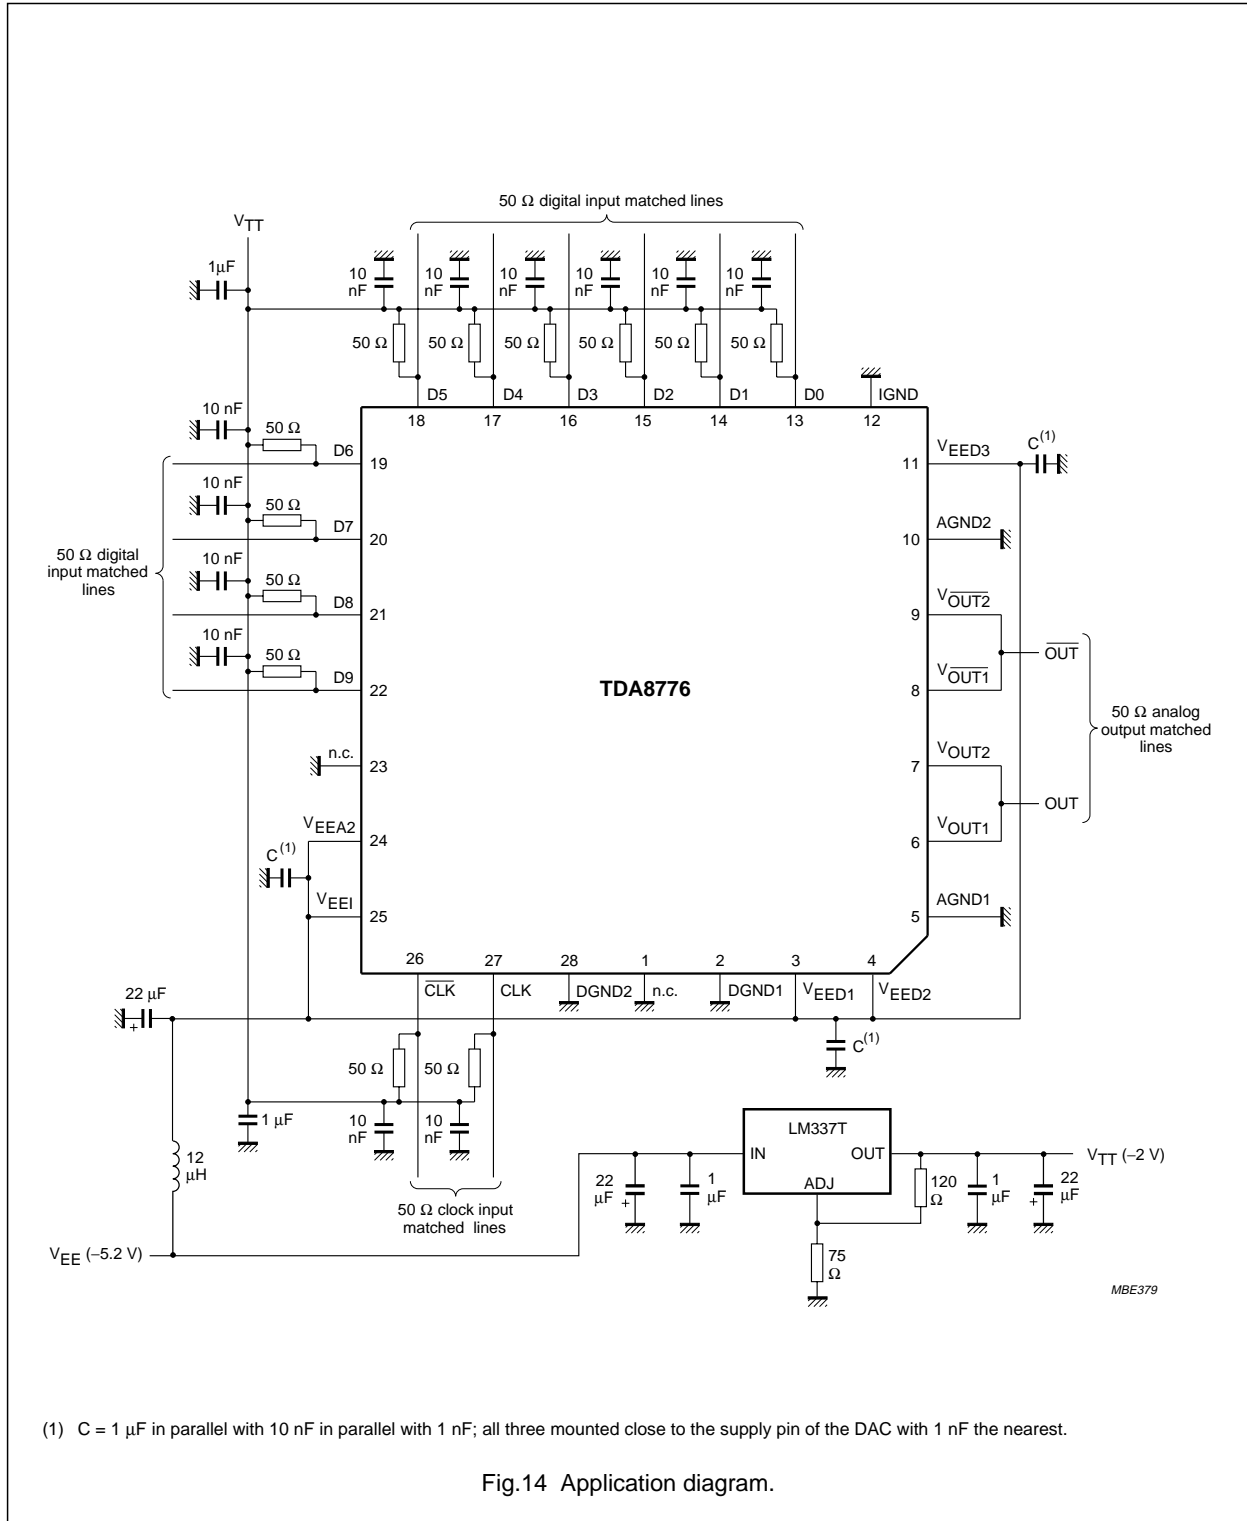 50 Ω digital input matched lines
VTT
1μF
10 nF
10 nF
10 nF
10 nF
10 nF
10 nF
50 Ω
50 Ω
50 Ω
50 Ω
50 Ω
50 Ω
D5
D4
D3
D2
D1
D0
IGND
18
17
16
15
14
13
12
10 nF
50 Ω
D6
19
10 nF
50 Ω
D7
20
10 nF
50 Ω
D8
21
10 nF
50 Ω
D9
22
50 Ω digital
input matched
lines
n.c.
23
VEEA2
24
C(1)
VEEI
25
TDA8776
11
VEED3
C(1)
10
AGND2
9
VOUT2
8
VOUT1
OUT
7
VOUT2
6
VOUT1
OUT
50 Ω analog
output matched
lines
5
AGND1
26
27
28
1
2
3
4
CLK
CLK
DGND2
n.c.
DGND1
VEED1
VEED2
22 μF
+
50 Ω
50 Ω
C(1)
1 μF
10 nF
10 nF
12 μH
50 Ω clock input
matched lines
VEE (–5.2 V)
22 μF
+
1 μF
LM337T
IN
OUT
ADJ
120 Ω
75 Ω
1 μF
22 μF
+
VTT (–2 V)
MBE379
(1) C = 1 μF in parallel with 10 nF in parallel with 1 nF; all three mounted close to the supply pin of the DAC with 1 nF the nearest.
Fig.14 Application diagram.